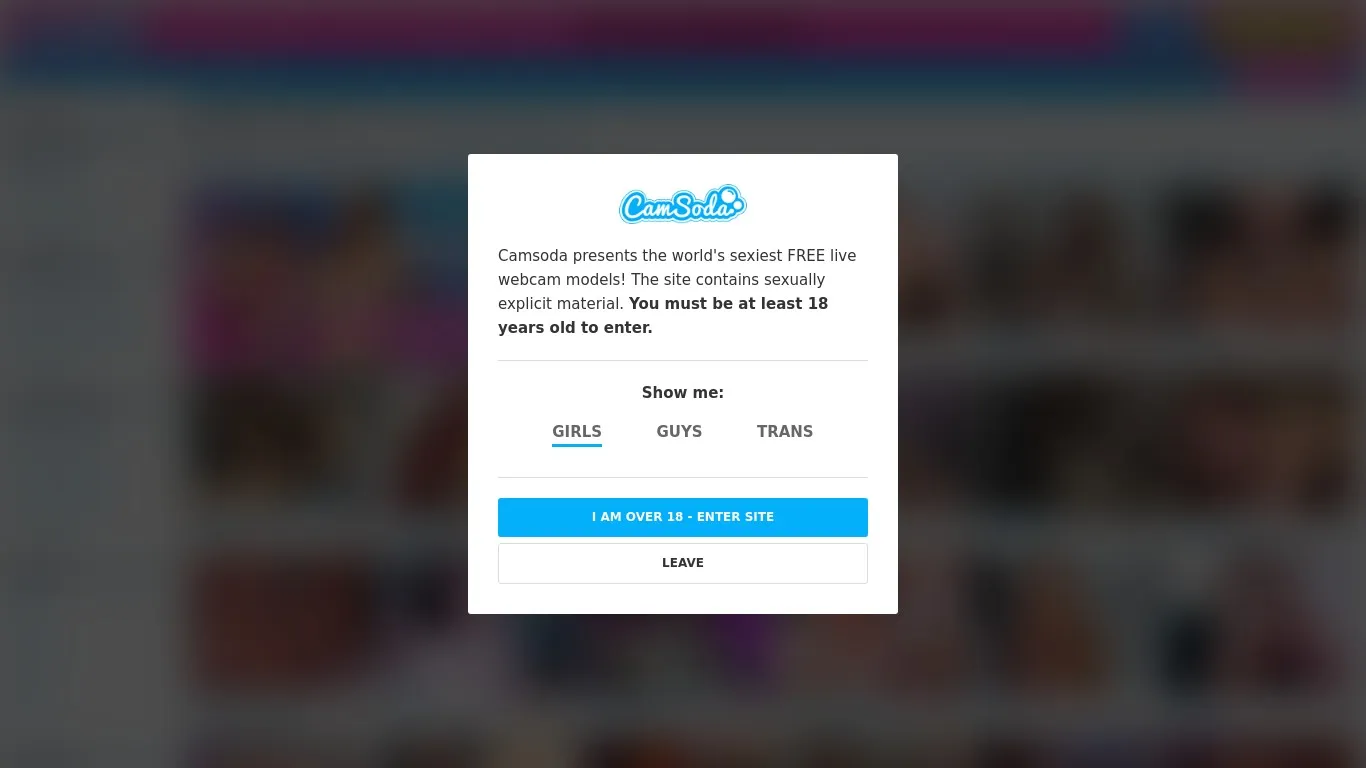 CamSoda
Camsoda presents the world's sexiest FREE live
webcam models! The site contains sexually
explicit material. You must be at least 18
years old to enter.
Show me:
GIRLS GUYS TRANS
I AM OVER 18 - ENTER SITE
LEAVE